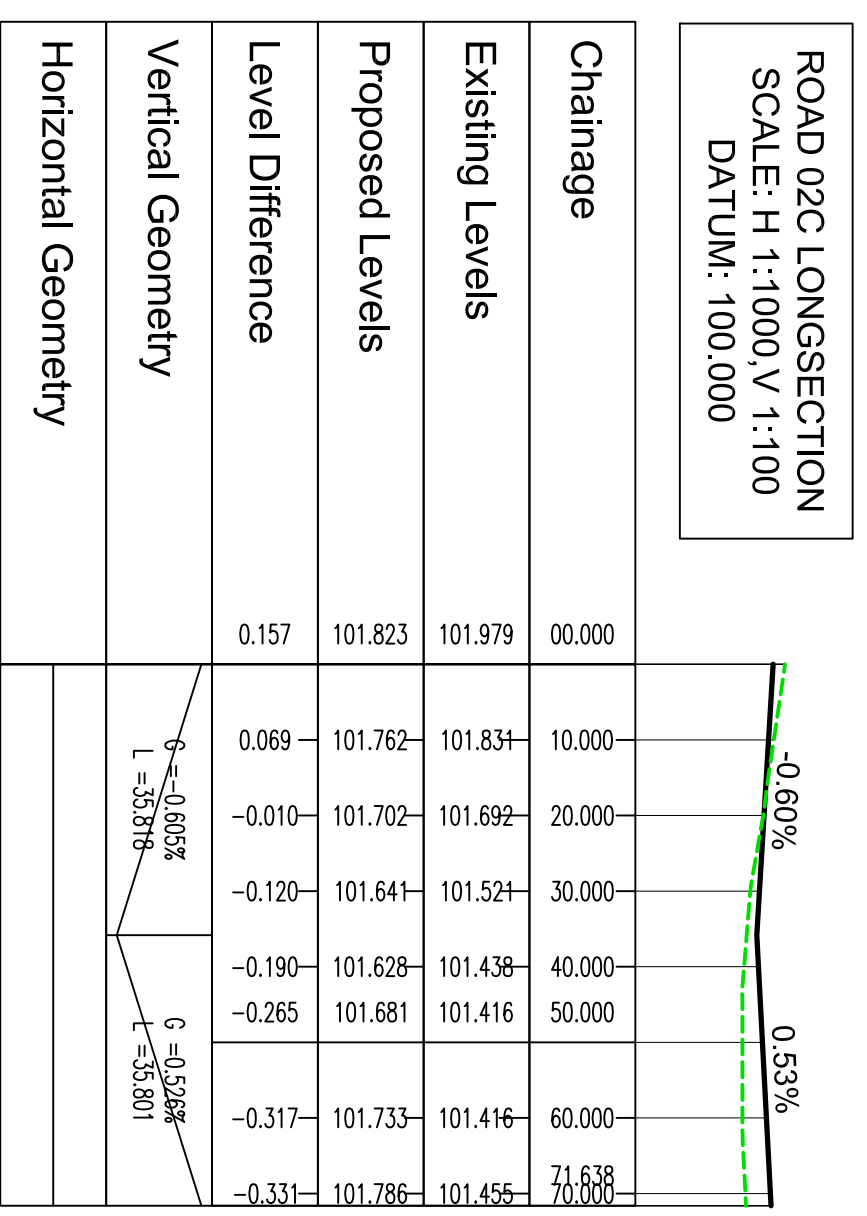 ROAD 02C LONGSECTION
SCALE: H 1:1000,V 1:100
DATUM: 100.000
-0.60%
0.53%
Chainage
00.000
10.000
20.000
30.000
40.000
50.000
60.000
70.000
71.638
Existing Levels
101.979
101.831
101.692
101.521
101.438
101.416
101.416
101.455
Proposed Levels
101.823
101.762
101.702
101.641
101.628
101.681
101.733
101.786
Level Difference
0.157
0.069
-0.010
-0.120
-0.190
-0.265
-0.317
-0.331
Vertical Geometry
G =-0.605%
L =35.818
G =0.526%
L =35.801
Horizontal Geometry